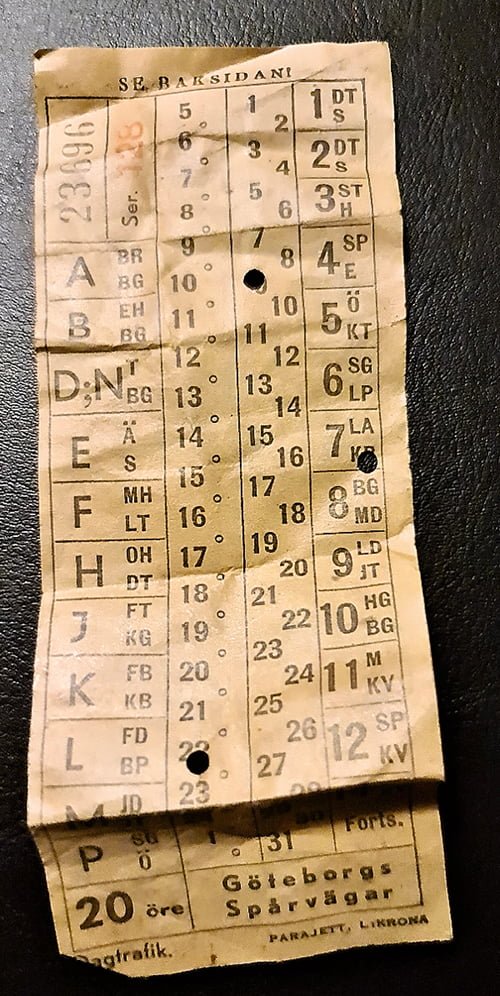 SE BAKSIDAN!
23696
Ser. 128
A BR BG
B EH BG
D;N T BG
E Ä S
F MH LT
H OH DT
J FT KG
K FB KB
L FD BP
M JD
P SG Ö
20 öre
5
6
7
8
9
10
11
12
13
14
15
16
17
18
19
20
21
22
23
1
1
2
3
4
5
6
7
8
10
11
12
13
14
15
16
17
18
19
20
21
22
23
24
25
26
27
31
1 DT S
2 DT S
3 ST H
4 SP E
5 Ö KT
6 SG LP
7 LA
8 BG MD
9 LD JT
10 HG BG
11 M KV
12 SP KV
Forts.
Göteborgs
Spårvägar
Dagtrafik.
PARAJETT, L:KRONA